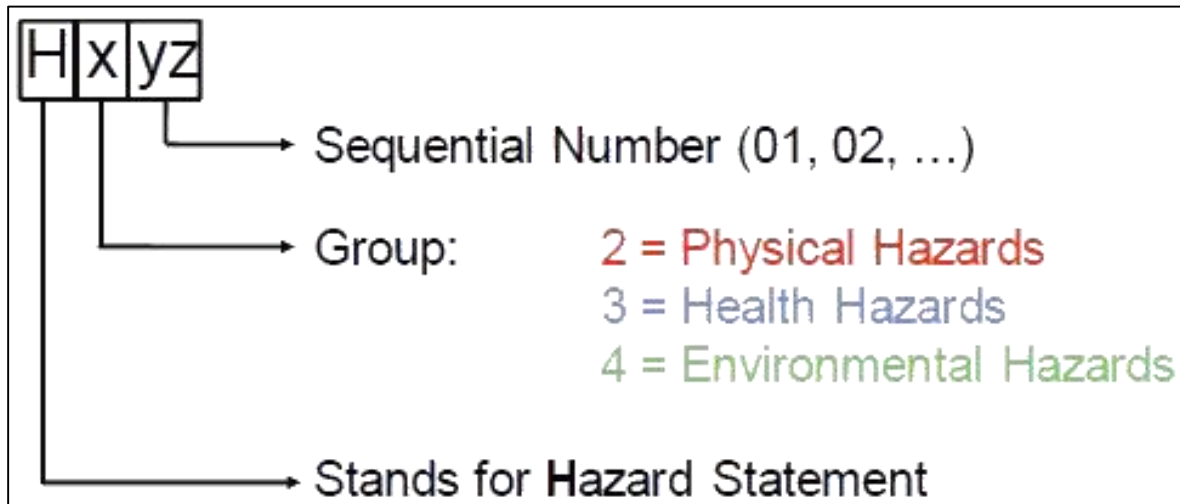 H x yz
Sequential Number (01, 02, …)
Group: 2 = Physical Hazards
3 = Health Hazards
4 = Environmental Hazards
Stands for Hazard Statement